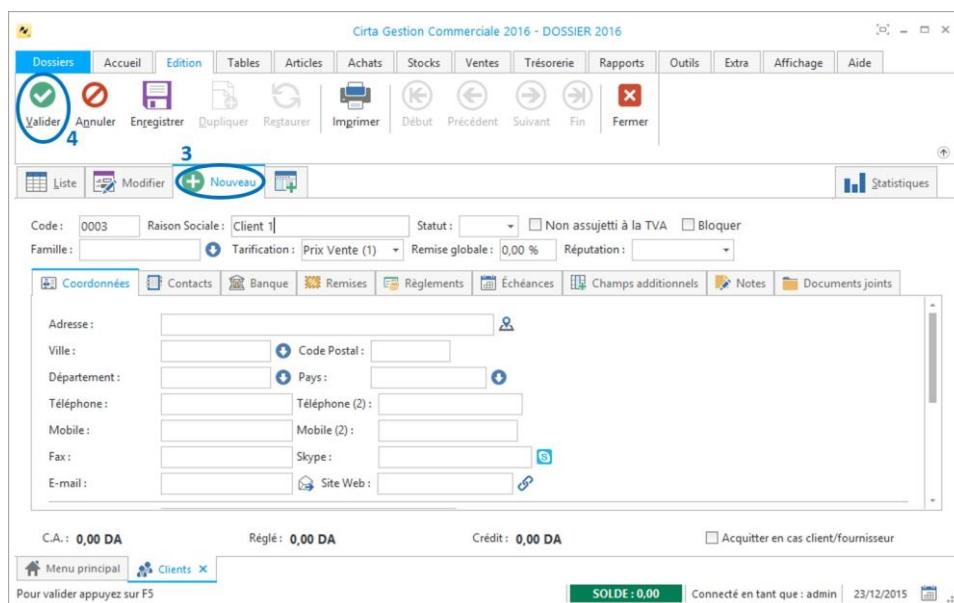 Cirta Gestion Commerciale 2016 - DOSSIER 2016
Dossiers Accueil Edition Tables Articles Achats Stocks Ventes Trésorerie Rapports Outils Extra Affichage Aide
Valider Annuler Enregistrer Dupliquer Restaurer Imprimer Début Précédent Suivant Fin Fermer
4
3
Liste Modifier Nouveau Statistiques
Code : 0003 Raison Sociale : Client 1 Statut : Non assujetti à la TVA Bloquer
Famille : Tarification : Prix Vente (1) Remise globale : 0,00 % Réputation :
Coordonnées Contacts Banque Remises Règlements Échéances Champs additionnels Notes Documents joints
Adresse :
Ville : Code Postal :
Département : Pays :
Téléphone : Téléphone (2) :
Mobile : Mobile (2) :
Fax : Skype :
E-mail : Site Web :
C.A. : 0,00 DA Réglé : 0,00 DA Crédit : 0,00 DA Acquitter en cas client/fournisseur
Menu principal Clients
Pour valider appuyez sur F5 SOLDE : 0,00 Connecté en tant que : admin 23/12/2015